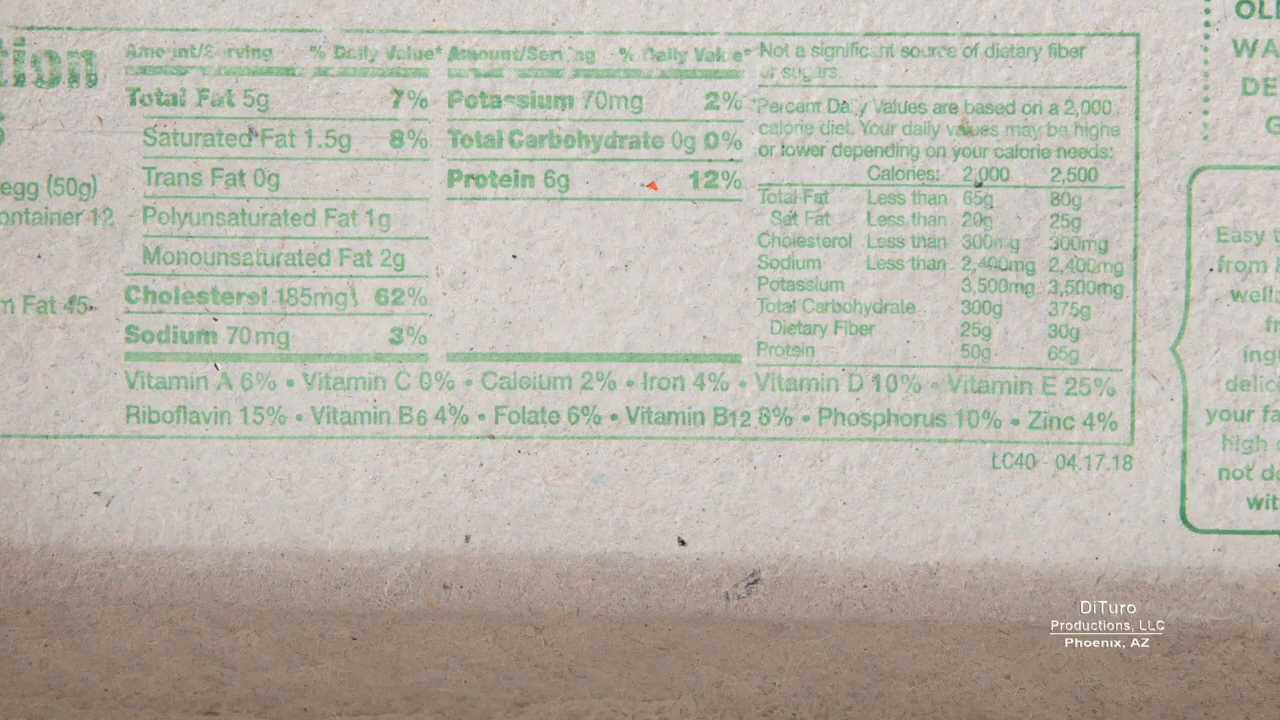 tion
egg (50g)
ontainer 12
m Fat 45
Amount/Serving % Daily Value*
Total Fat 5g 7%
Saturated Fat 1.5g 8%
Trans Fat 0g
Polyunsaturated Fat 1g
Monounsaturated Fat 2g
Cholesterol 185mg 62%
Sodium 70mg 3%
Amount/Serving % Daily Value*
Potassium 70mg 2%
Total Carbohydrate 0g 0%
Protein 6g 12%
Not a significant source of dietary fiber
or sugars.
*Percent Daily Values are based on a 2,000
calorie diet. Your daily values may be highe
or lower depending on your calorie needs:
Calories: 2,000 2,500
Total Fat Less than 65g 80g
Sat Fat Less than 20g 25g
Cholesterol Less than 300mg 300mg
Sodium Less than 2,400mg 2,400mg
Potassium 3,500mg 3,500mg
Total Carbohydrate 300g 375g
Dietary Fiber 25g 30g
Protein 50g 65g
Vitamin A 6% • Vitamin C 0% • Calcium 2% • Iron 4% • Vitamin D 10% • Vitamin E 25%
Riboflavin 15% • Vitamin B6 4% • Folate 6% • Vitamin B12 8% • Phosphorus 10% • Zinc 4%
LC40 04.17.18
OL
WA
DE
G
Easy
from
well
fr
ing
delic
your fa
high
not d
wit
DiTuro
Productions, LLC
Phoenix, AZ